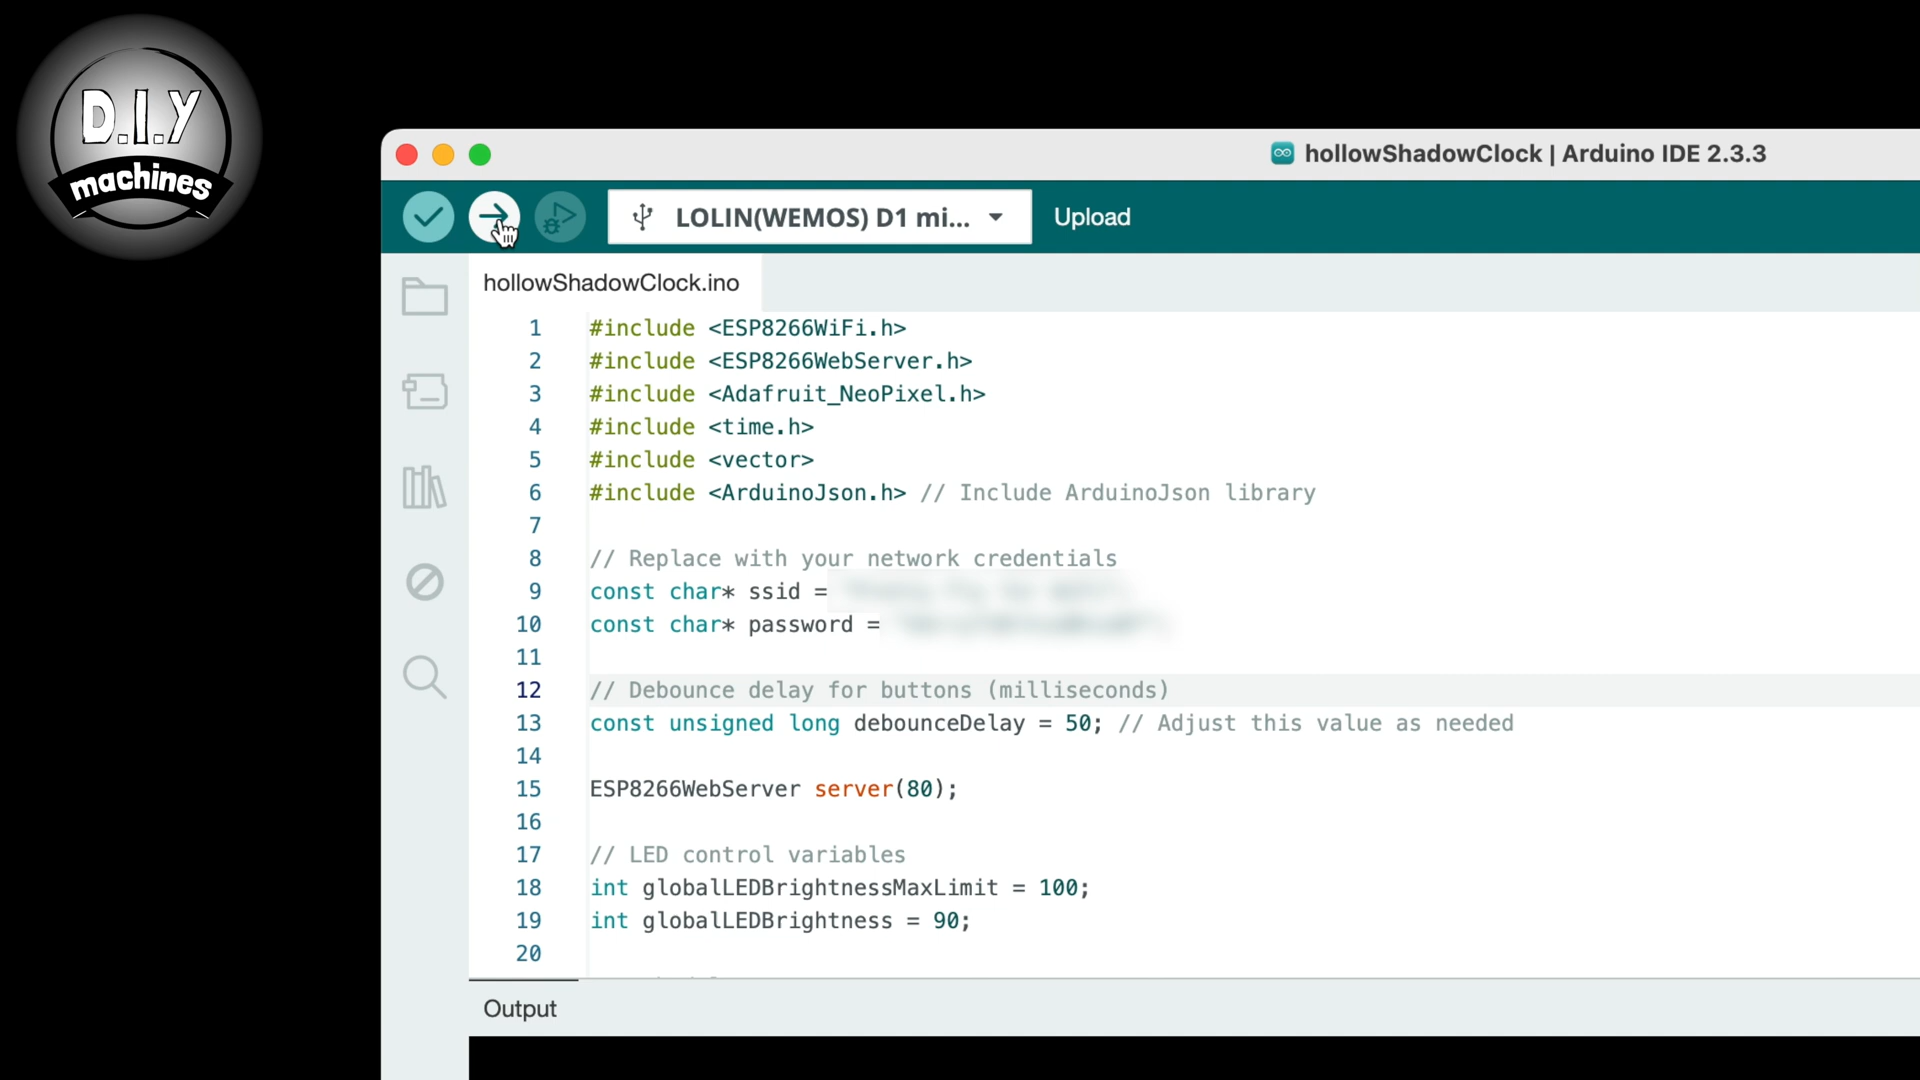 D.I.Y
machines
hollowShadowClock | Arduino IDE 2.3.3
LOLIN(WEMOS) D1 mi...
Upload
hollowShadowClock.ino
1 #include <ESP8266WiFi.h>
2 #include <ESP8266WebServer.h>
3 #include <Adafruit_NeoPixel.h>
4 #include <time.h>
5 #include <vector>
6 #include <ArduinoJson.h> // Include ArduinoJson library
7
8 // Replace with your network credentials
9 const char* ssid =
10 const char* password =
11
12 // Debounce delay for buttons (milliseconds)
13 const unsigned long debounceDelay = 50; // Adjust this value as needed
14
15 ESP8266WebServer server(80);
16
17 // LED control variables
18 int globalLEDBrightnessMaxLimit = 100;
19 int globalLEDBrightness = 90;
20
Output